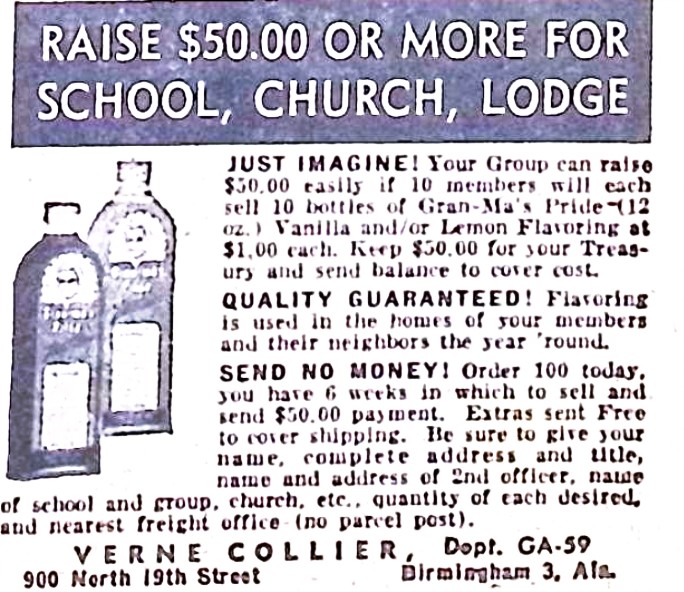 RAISE $50.00 OR MORE FOR
SCHOOL, CHURCH, LODGE
JUST IMAGINE! Your Group can raise
$50.00 easily if 10 members will each
sell 10 bottles of Gran-Ma's Pride-(12
oz.) Vanilla and/or Lemon Flavoring at
$1.00 each. Keep $50.00 for your Treas-
ury and send balance to cover cost.
QUALITY GUARANTEED! Flavoring
is used in the homes of your members
and their neighbors the year 'round.
SEND NO MONEY! Order 100 today,
you have 6 weeks in which to sell and
send $50.00 payment. Extras sent Free
to cover shipping. Be sure to give your
name, complete address and title,
name and address of 2nd officer, name
of school and group, church, etc., quantity of each desired,
and nearest freight office (no parcel post).
VERNE COLLIER, Dept. GA-59
900 North 19th Street Birmingham 3, Ala.